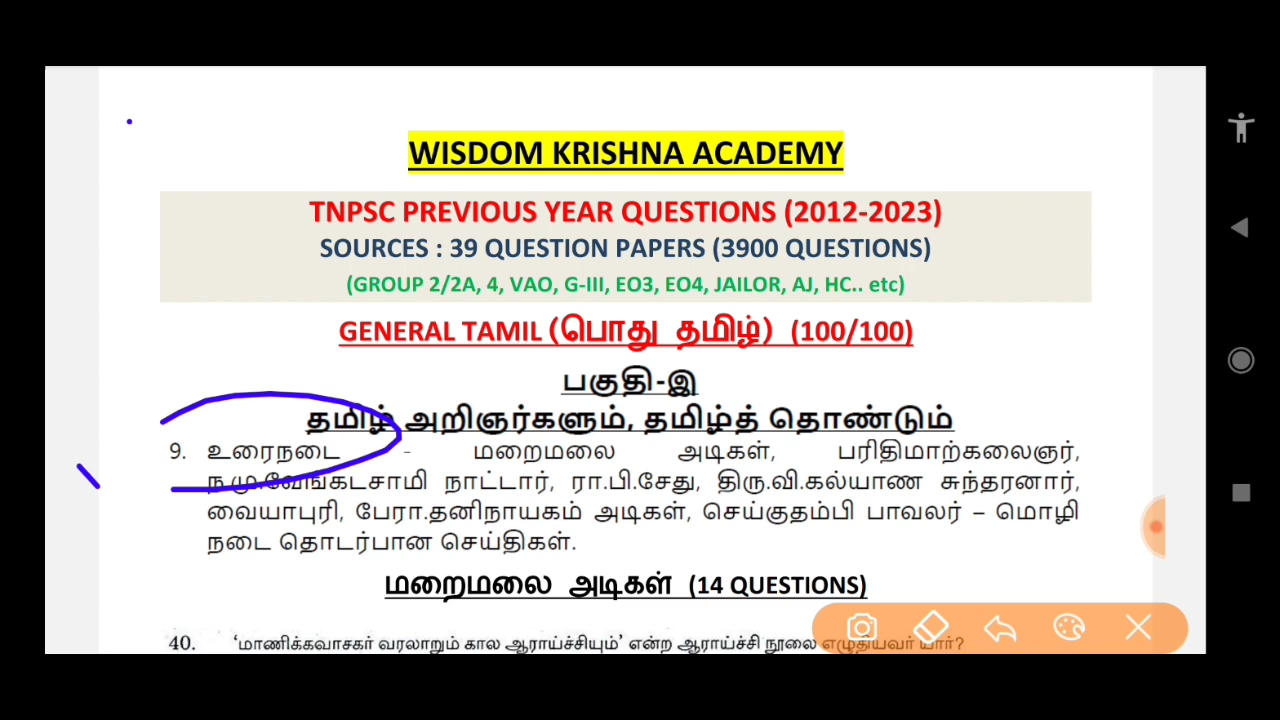 WISDOM KRISHNA ACADEMY
TNPSC PREVIOUS YEAR QUESTIONS (2012-2023)
SOURCES : 39 QUESTION PAPERS (3900 QUESTIONS)
(GROUP 2/2A, 4, VAO, G-III, EO3, EO4, JAILOR, AJ, HC.. etc)
GENERAL TAMIL (பொது தமிழ்) (100/100)
பகுதி-இ
தமிழ் அறிஞர்களும், தமிழ்த் தொண்டும்
9. உரைநடை - மறைமலை அடிகள், பரிதிமாற்கலைஞர்,
ந.மு.வேங்கடசாமி நாட்டார், ரா.பி.சேது, திரு.வி.கல்யாண சுந்தரனார்,
வையாபுரி, பேரா.தனிநாயகம் அடிகள், செய்குதம்பி பாவலர் – மொழி
நடை தொடர்பான செய்திகள்.
மறைமலை அடிகள் (14 QUESTIONS)
40. 'மாணிக்கவாசகர் வரலாறும் கால ஆராய்ச்சியும்' என்ற ஆராய்ச்சி நூலை எழுதியவர் யார்?